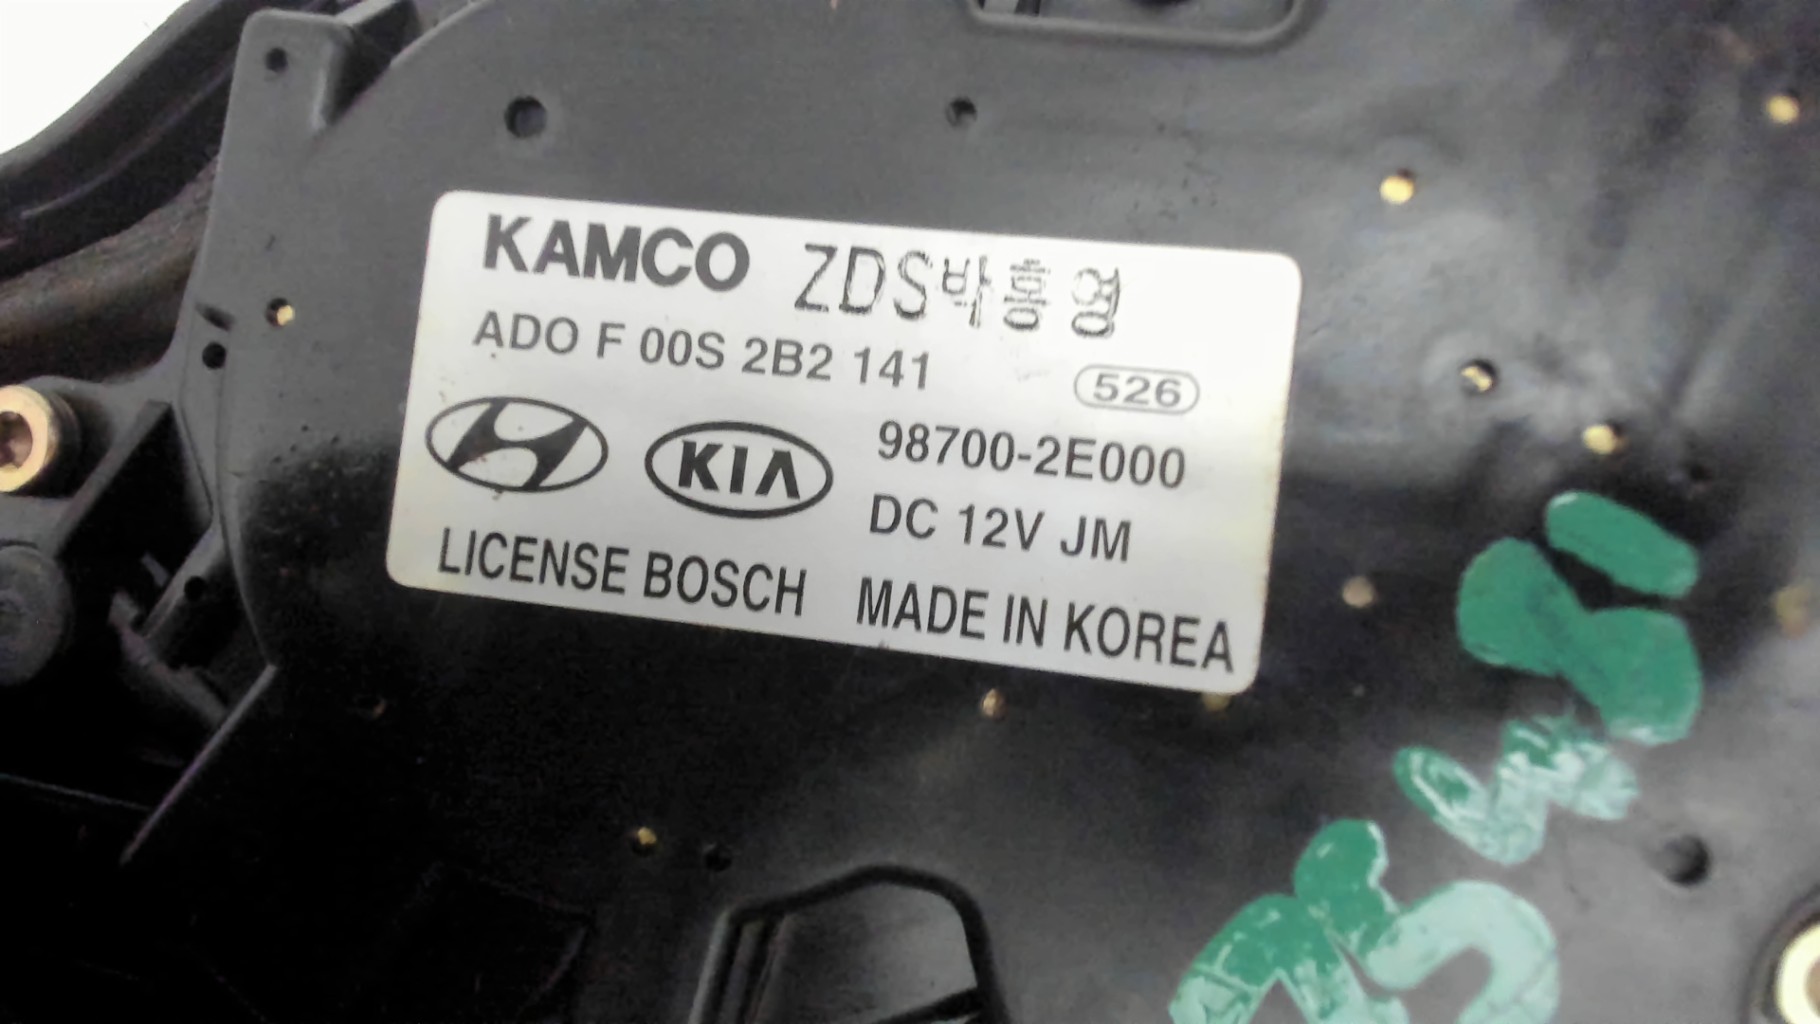 KAMCO ZDS박흥영
ADO F 00S 2B2 141
526
KIA 98700-2E000
DC 12V JM
LICENSE BOSCH MADE IN KOREA